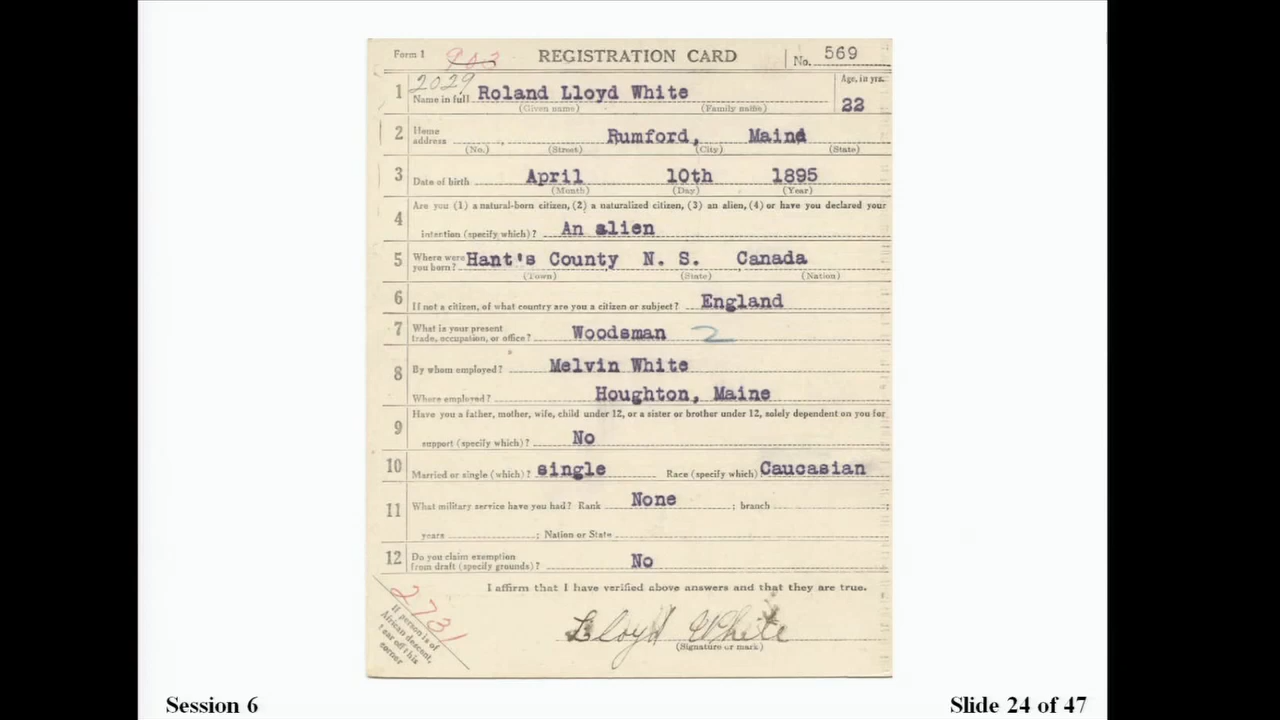 Form 1 903 REGISTRATION CARD No. 569
2029
1 Name in full Roland Lloyd White Age, in yrs.
(Given name) (Family name) 22
2 Home address Rumford, Maine
(No.) (Street) (City) (State)
3 Date of birth April 10th 1895
(Month) (Day) (Year)
4 Are you (1) a natural-born citizen, (2) a naturalized citizen, (3) an alien, (4) or have you declared your
intention (specify which)? An alien
5 Where were you born? Hant's County N. S. Canada
(Town) (State) (Nation)
6 If not a citizen, of what country are you a citizen or subject? England
7 What is your present
trade, occupation, or office? Woodsman 2
8 By whom employed? Melvin White
Where employed? Houghton, Maine
9 Have you a father, mother, wife, child under 12, or a sister or brother under 12, solely dependent on you for
support (specify which)? No
10 Married or single (which)? single Race (specify which) Caucasian
11 What military service have you had? Rank None ; branch ;
years ; Nation or State
12 Do you claim exemption
from draft (specify grounds)? No
I affirm that I have verified above answers and that they are true.
2731
If person is of
African descent,
tear off this
corner
Lloyd White
(Signature or mark)
Session 6
Slide 24 of 47